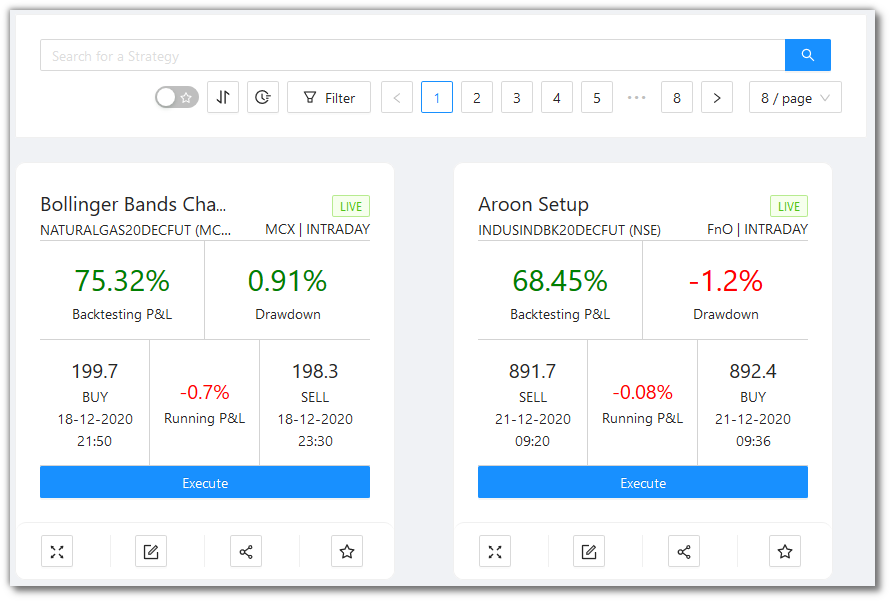 Search for a Strategy
Filter
1
2
3
4
5
•••
8
8 / page
Bollinger Bands Cha...
LIVE
NATURALGAS20DECFUT (MC...
MCX | INTRADAY
75.32%
Backtesting P&L
0.91%
Drawdown
199.7
BUY
18-12-2020
21:50
-0.7%
Running P&L
198.3
SELL
18-12-2020
23:30
Execute
Aroon Setup
LIVE
INDUSINDBK20DECFUT (NSE)
FnO | INTRADAY
68.45%
Backtesting P&L
-1.2%
Drawdown
891.7
SELL
21-12-2020
09:20
-0.08%
Running P&L
892.4
BUY
21-12-2020
09:36
Execute